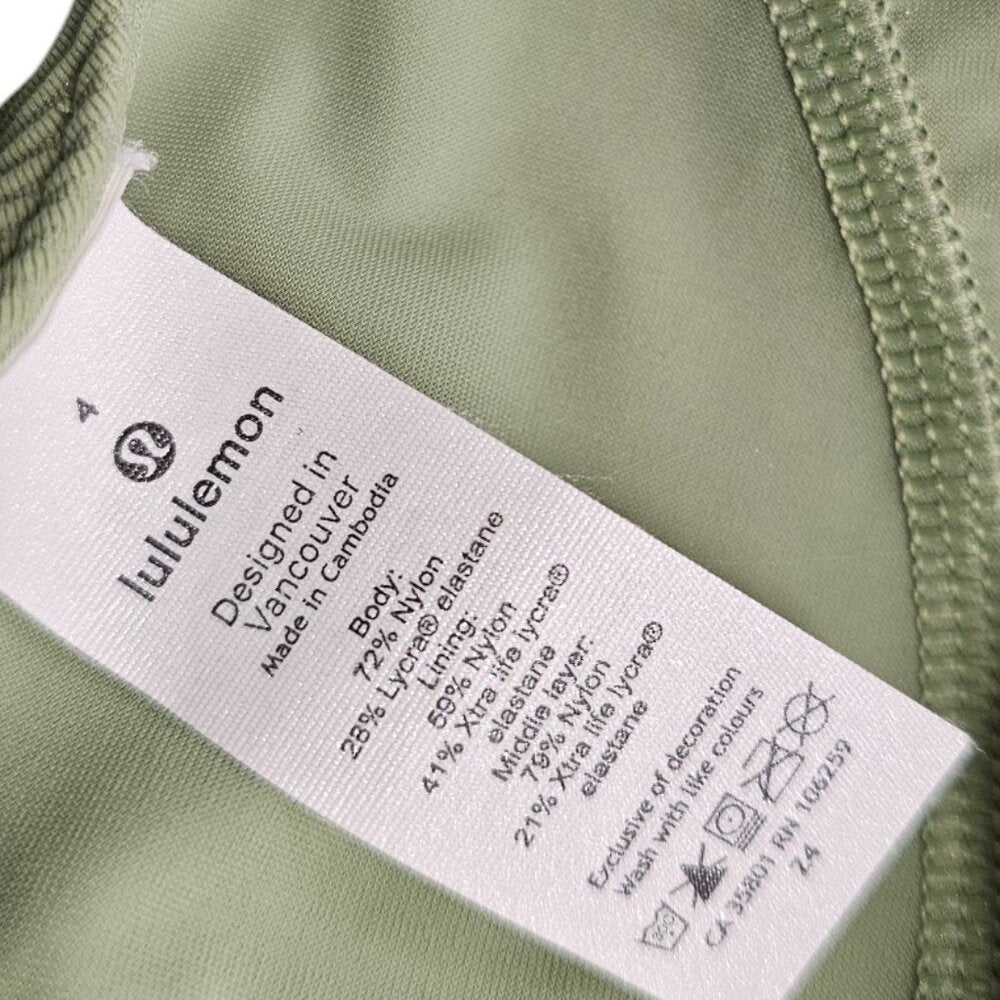 4
lululemon
Designed in
Vancouver
Made in Cambodia
Body:
72% Nylon
28% Lycra® elastane
Lining:
59% Nylon
41% Xtra life lycra®
elastane
Middle layer:
79% Nylon
21% Xtra life lycra®
elastane
Exclusive of decoration
Wash with like colours
CA 35801 RN 106259
Z4